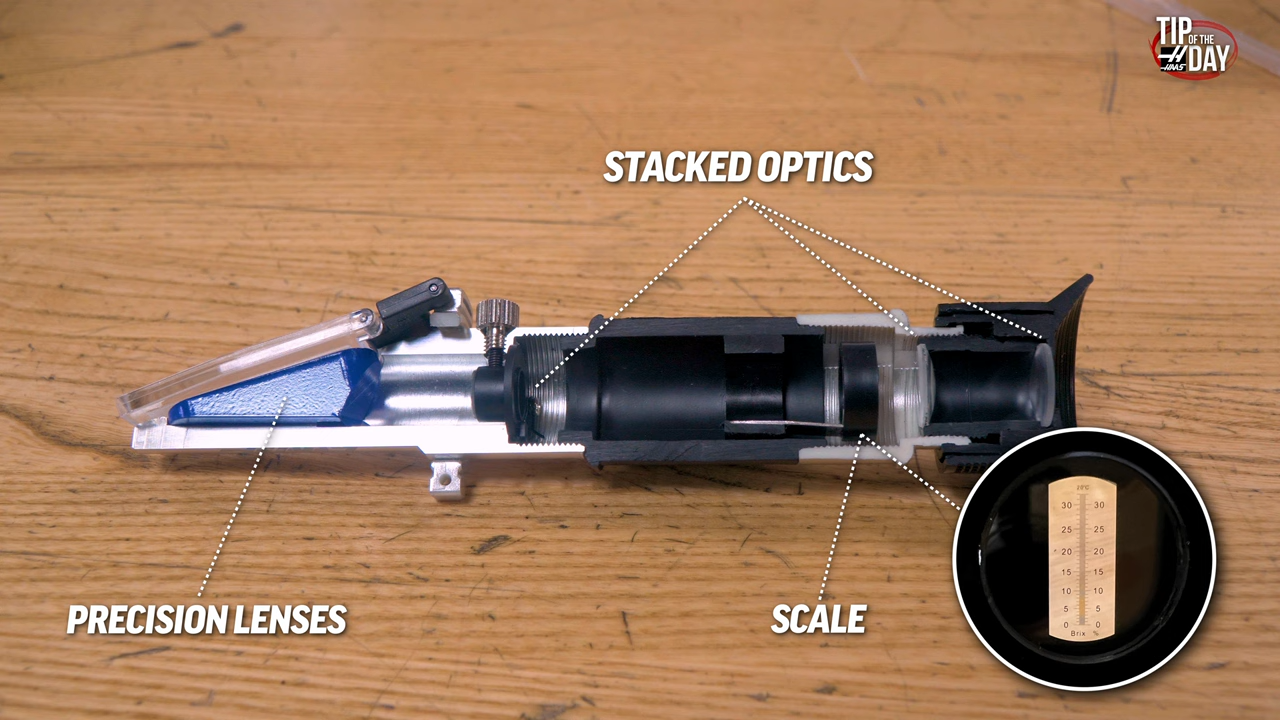 TIP
OF THE
HAAS
DAY
STACKED OPTICS
PRECISION LENSES
SCALE
20°C
30 30
25 25
20 20
15 15
10 10
5 5
0 0
Brix %